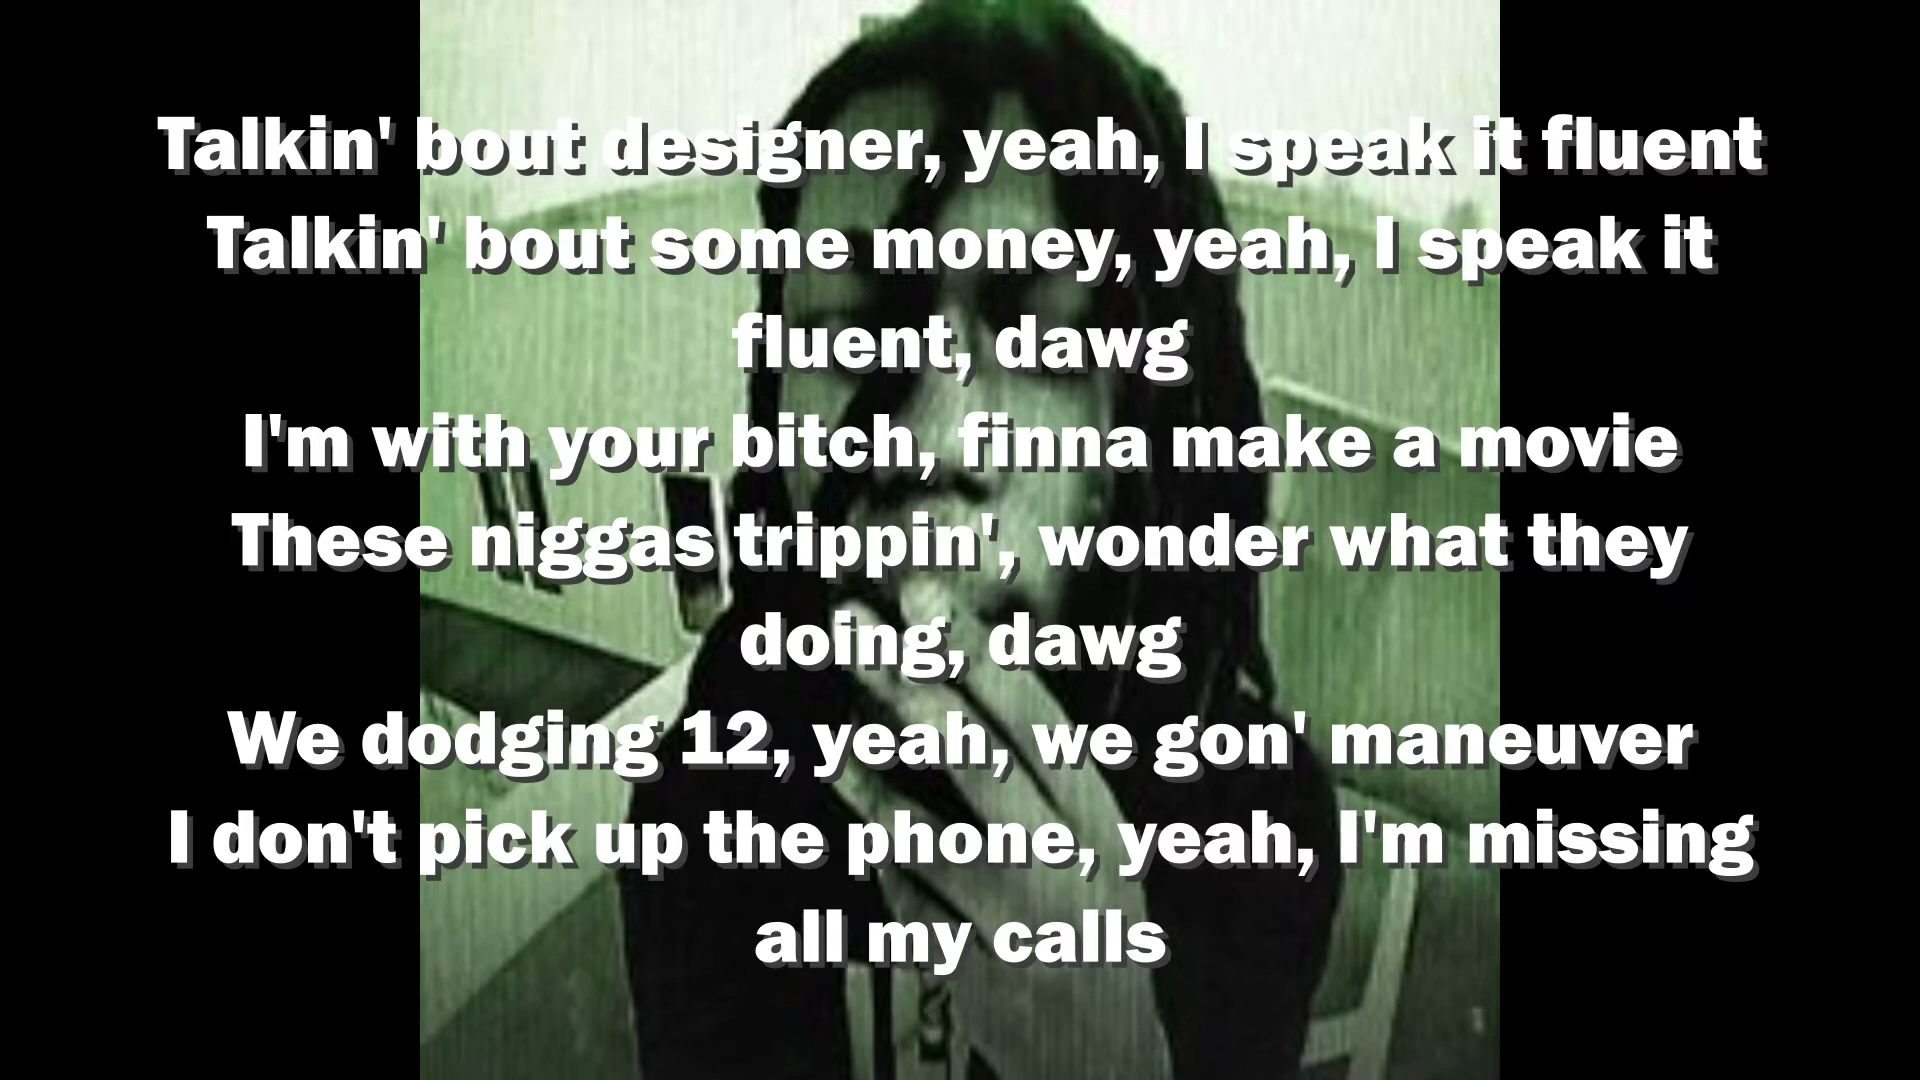 Talkin' bout designer, yeah, I speak it fluent
Talkin' bout some money, yeah, I speak it
fluent, dawg
I'm with your bitch, finna make a movie
These niggas trippin', wonder what they
doing, dawg
We dodging 12, yeah, we gon' maneuver
I don't pick up the phone, yeah, I'm missing
all my calls